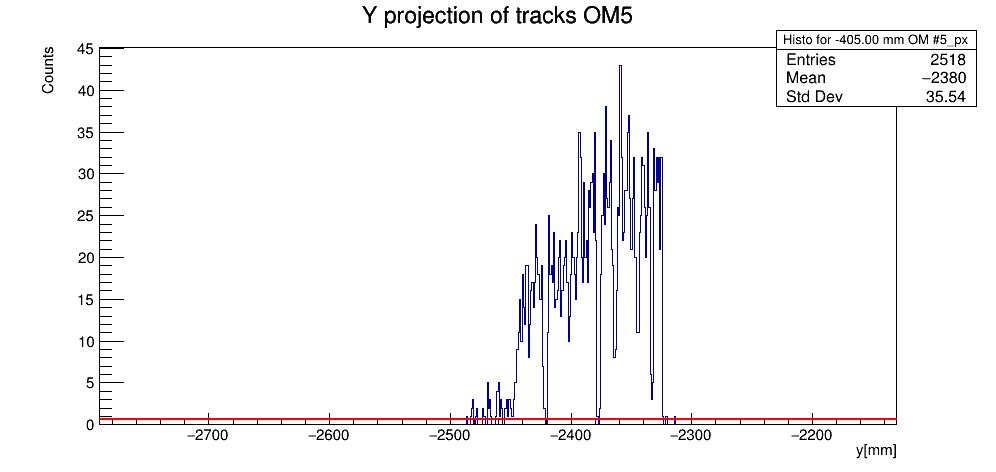 Y projection of tracks OM5
Histo for -405.00 mm OM #5_px
Entries 2518
Mean −2380
Std Dev 35.54
Counts
45
40
35
30
25
20
15
10
5
0
−2700 −2600 −2500 −2400 −2300 −2200
y[mm]